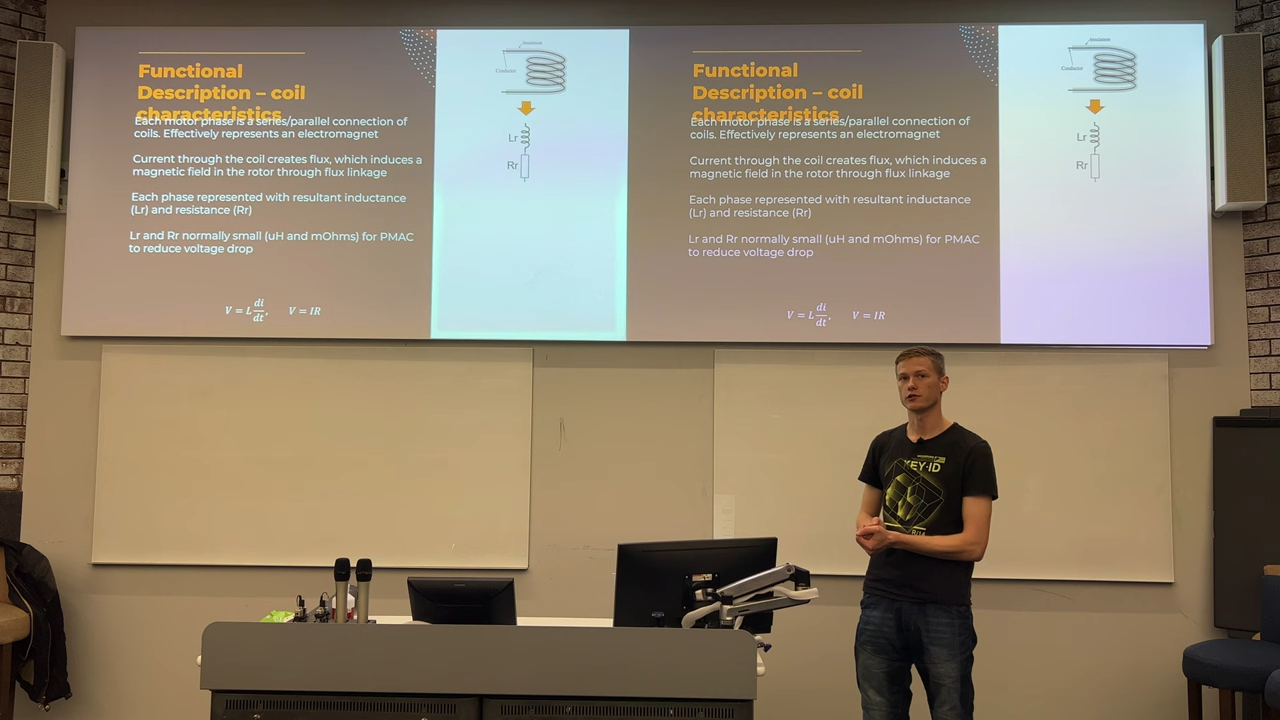 Functional
Description – coil
characteristics
Each motor phase is a series/parallel connection of
coils. Effectively represents an electromagnet
Current through the coil creates flux, which induces a
magnetic field in the rotor through flux linkage
Each phase represented with resultant inductance
(Lr) and resistance (Rr)
Lr and Rr normally small (uH and mOhms) for PMAC
to reduce voltage drop
V = L di/dt, V = IR
Insulation
Conductor
Lr
Rr
Functional
Description – coil
characteristics
Each motor phase is a series/parallel connection of
coils. Effectively represents an electromagnet
Current through the coil creates flux, which induces a
magnetic field in the rotor through flux linkage
Each phase represented with resultant inductance
(Lr) and resistance (Rr)
Lr and Rr normally small (uH and mOhms) for PMAC
to reduce voltage drop
V = L di/dt, V = IR
Insulation
Conductor
Lr
Rr
KEY-ID